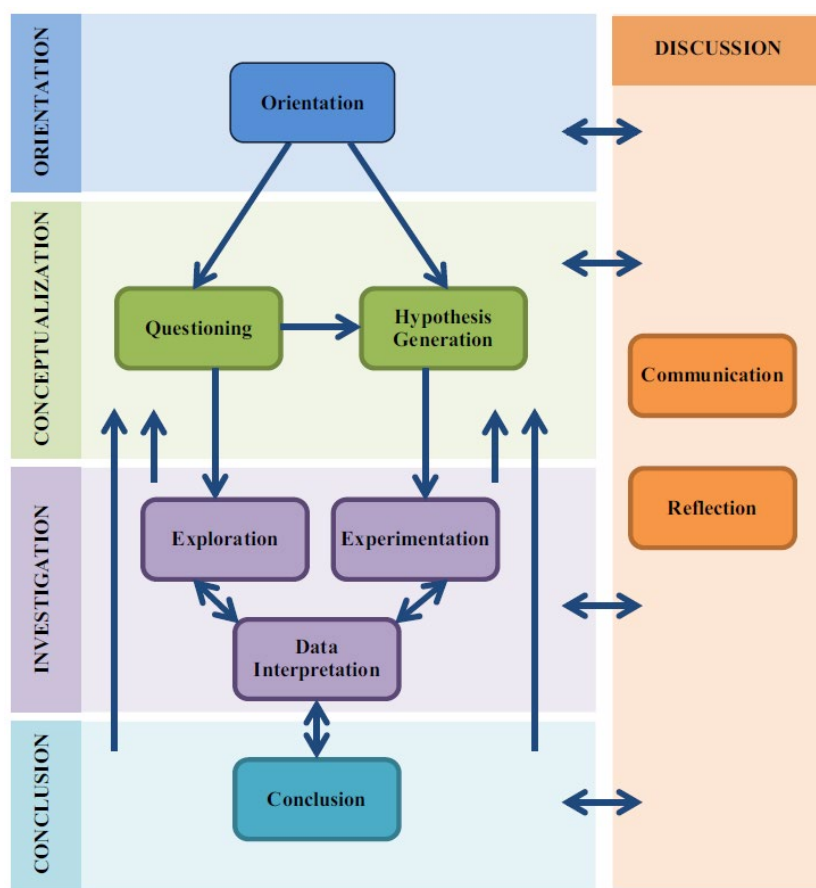 ORIENTATION
Orientation
CONCEPTUALIZATION
Questioning
Hypothesis
Generation
INVESTIGATION
Exploration
Experimentation
Data
Interpretation
CONCLUSION
Conclusion
DISCUSSION
Communication
Reflection